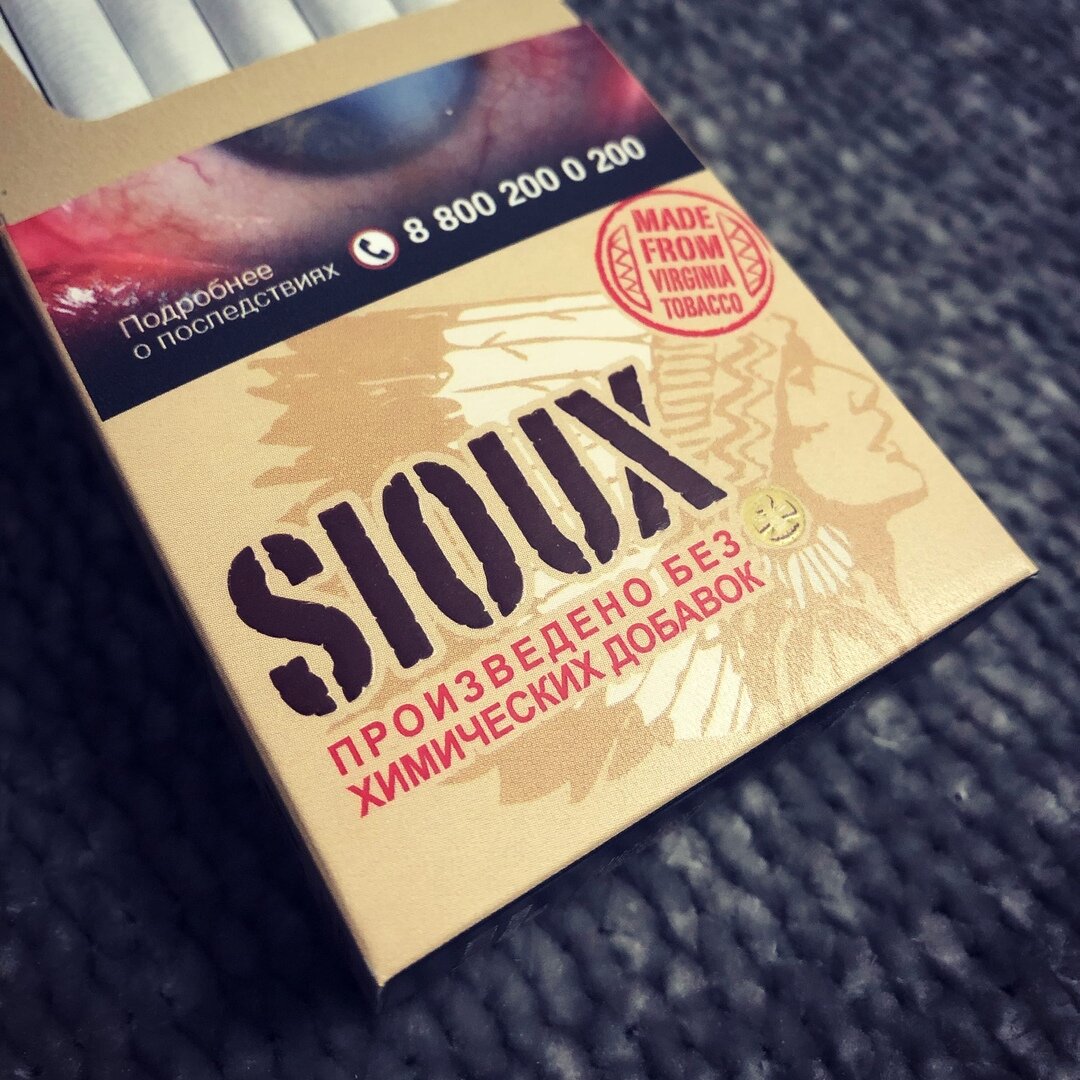 Подробнее
о последствиях
8 800 200 0 200
MADE
FROM
VIRGINIA
TOBACCO
SIOUX
ПРОИЗВЕДЕНО БЕЗ
ХИМИЧЕСКИХ ДОБАВОК